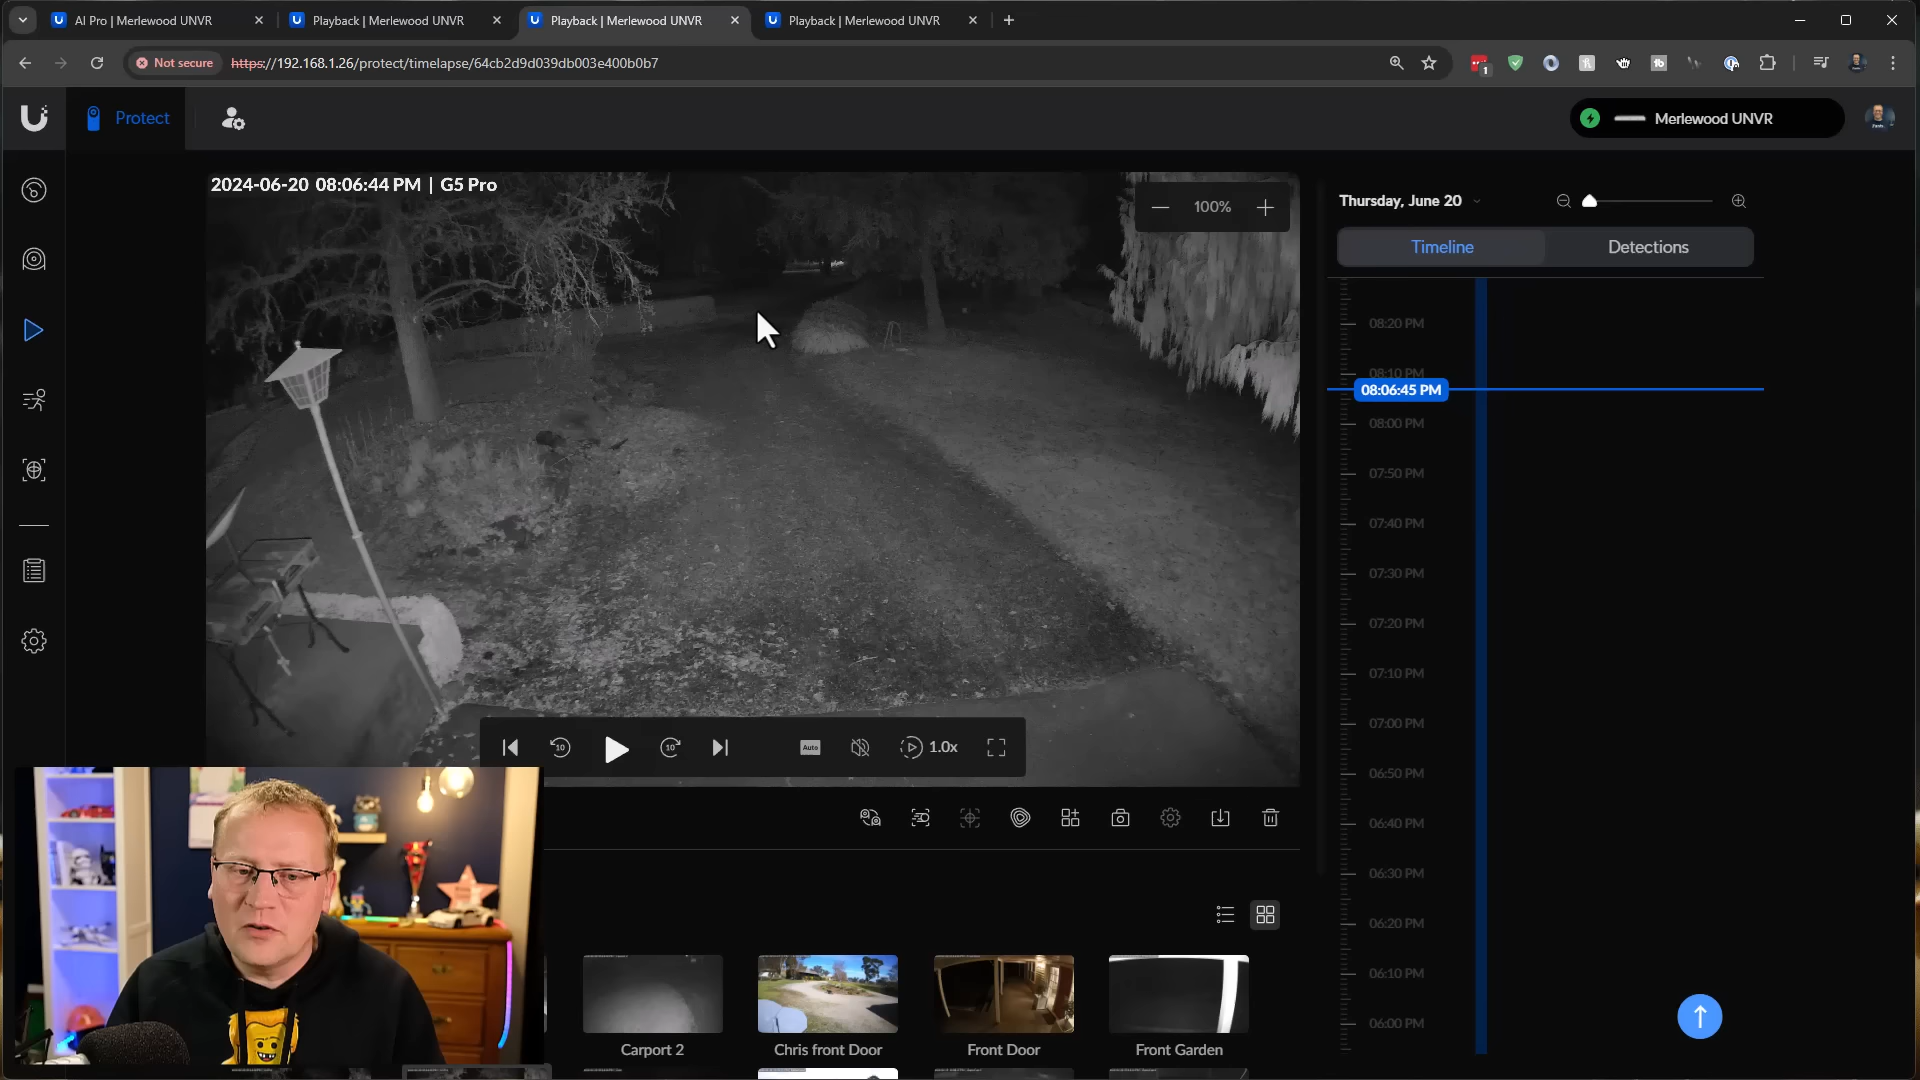 AI Pro | Merlewood UNVR
Playback | Merlewood UNVR
Playback | Merlewood UNVR
Playback | Merlewood UNVR
Not secure
https://192.168.1.26/protect/timelapse/64cb2d9d039db003e400b0b7
1
Protect
Merlewood UNVR
2024-06-20 08:06:44 PM | G5 Pro
100%
Thursday, June 20
Timeline
Detections
08:20 PM
08:10 PM
08:06:45 PM
08:00 PM
07:50 PM
07:40 PM
07:30 PM
07:20 PM
07:10 PM
07:00 PM
06:50 PM
06:40 PM
06:30 PM
06:20 PM
06:10 PM
06:00 PM
10
10
Auto
1.0x
Carport 2
Chris front Door
Front Door
Front Garden